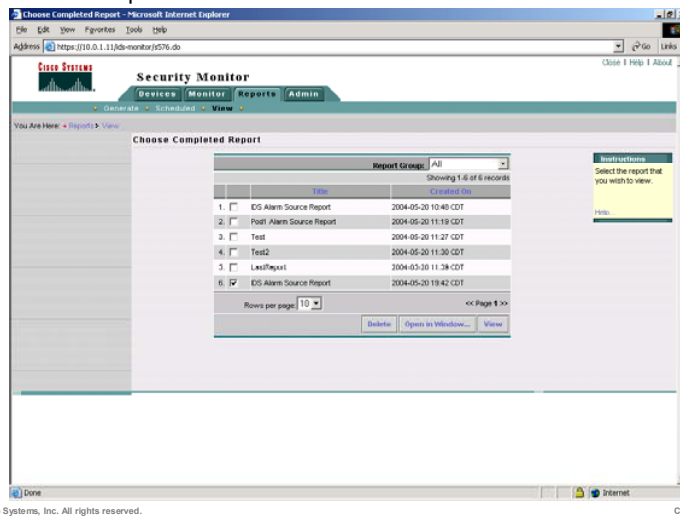 Choose Completed Report - Microsoft Internet Explorer
File Edit View Favorites Tools Help
Address https://10.0.1.11/ids-monitor/s576.do Go Links
Cisco Systems
Close | Help | About
Security Monitor
Devices Monitor Reports Admin
Generate Scheduled View
You Are Here: Reports > View
Choose Completed Report
Report Group: All
Showing 1-6 of 6 records
Title Created On
1. IDS Alarm Source Report 2004-05-20 10:48 CDT
2. Pod1 Alarm Source Report 2004-05-20 11:19 CDT
3. Test 2004-05-20 11:27 CDT
4. Test2 2004-05-20 11:30 CDT
5. LastReport 11:38 CDT
6. IDS Alarm Source Report 2004-05-20 19:42 CDT
Rows per page: 10 << Page 1 >>
Delete Open in Window... View
Instructions
Select the report that
you wish to view.
Help...
Done Internet
Systems, Inc. All rights reserved. C